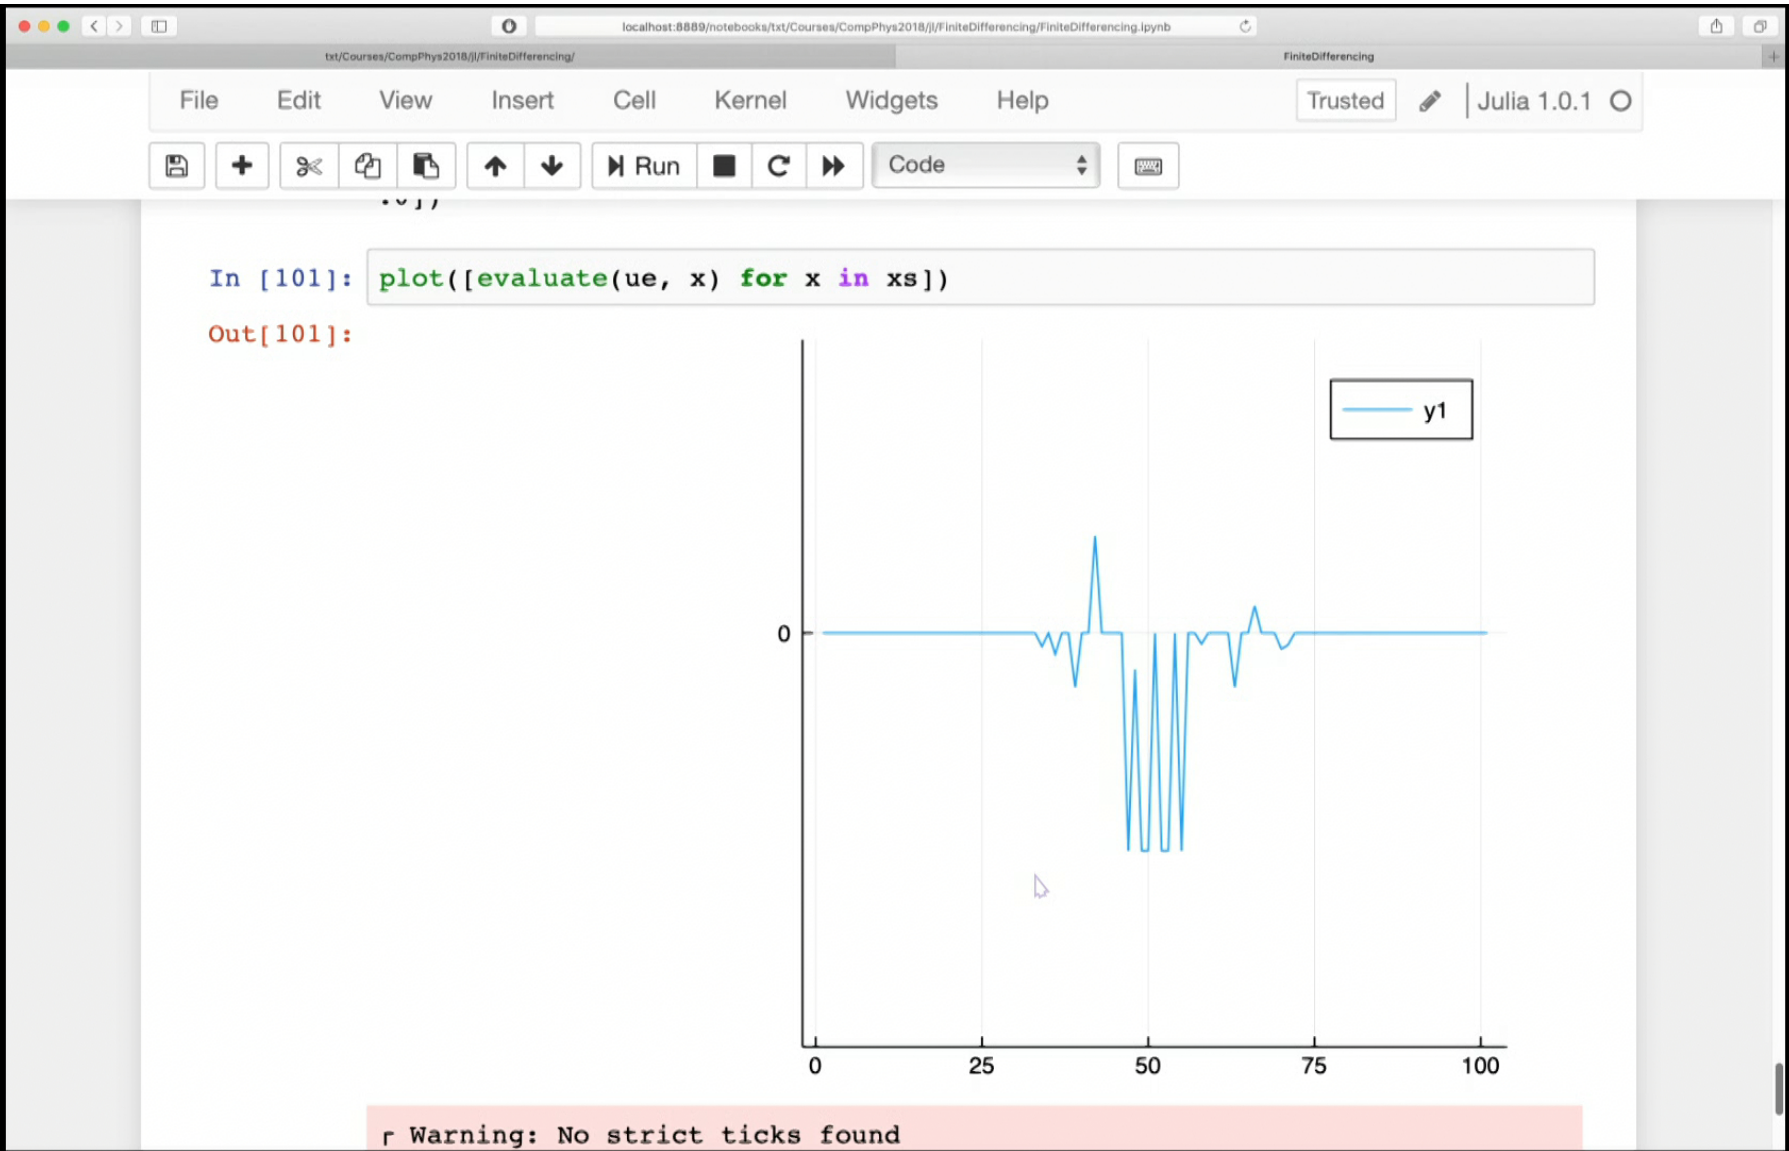 localhost:8889/notebooks/txt/Courses/CompPhys2018/jl/FiniteDifferencing/FiniteDifferencing.ipynb
txt/Courses/CompPhys2018/jl/FiniteDifferencing/ FiniteDifferencing
File Edit View Insert Cell Kernel Widgets Help Trusted Julia 1.0.1
Run Code
.0])
In [101]: plot([evaluate(ue, x) for x in xs])
Out[101]:
y1
0
0 25 50 75 100
┌ Warning: No strict ticks found